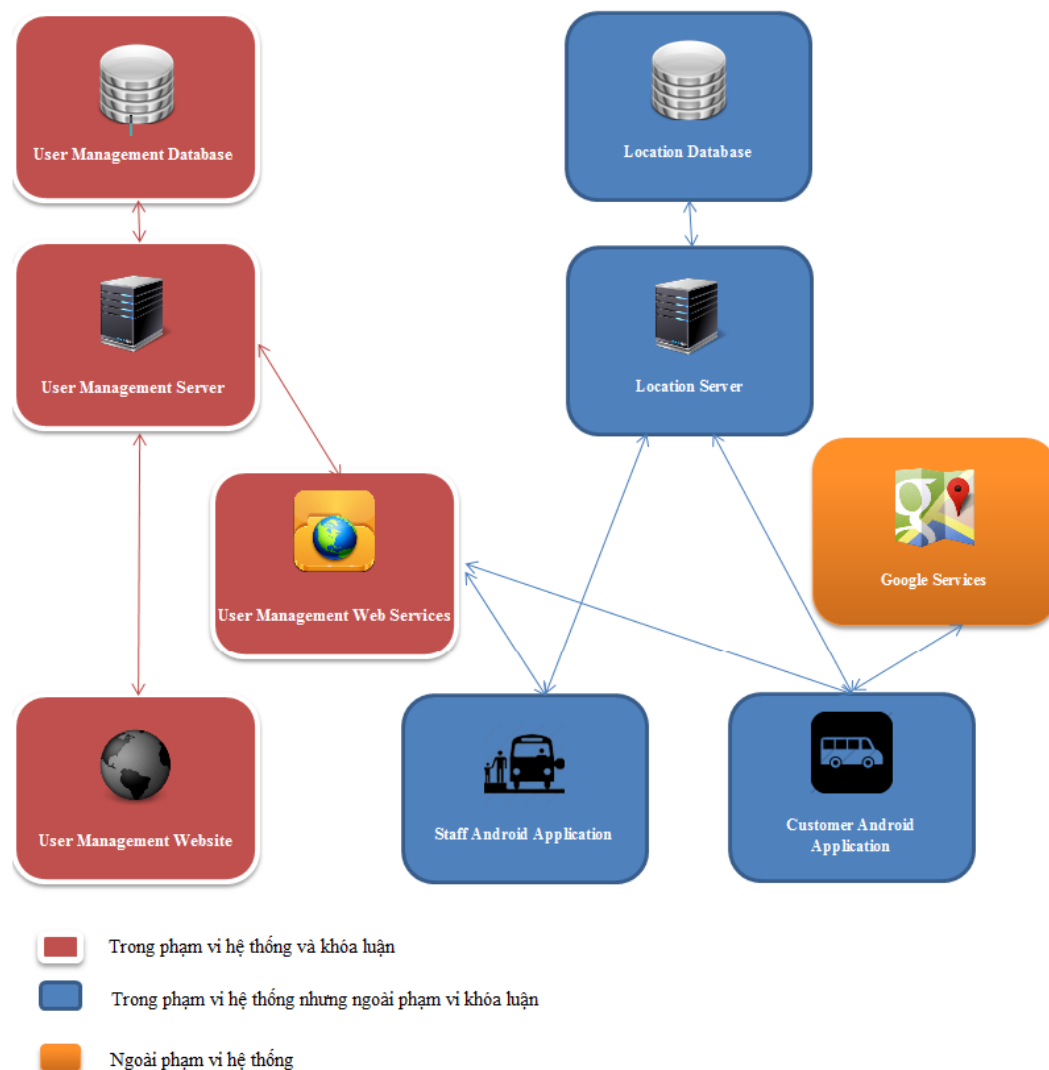 User Management Database
Location Database
User Management Server
Location Server
Google Services
User Management Web Services
User Management Website
Staff Android Application
Customer Android
Application
Trong phạm vi hệ thống và khóa luận
Trong phạm vi hệ thống nhưng ngoài phạm vi khóa luận
Ngoài phạm vi hệ thống